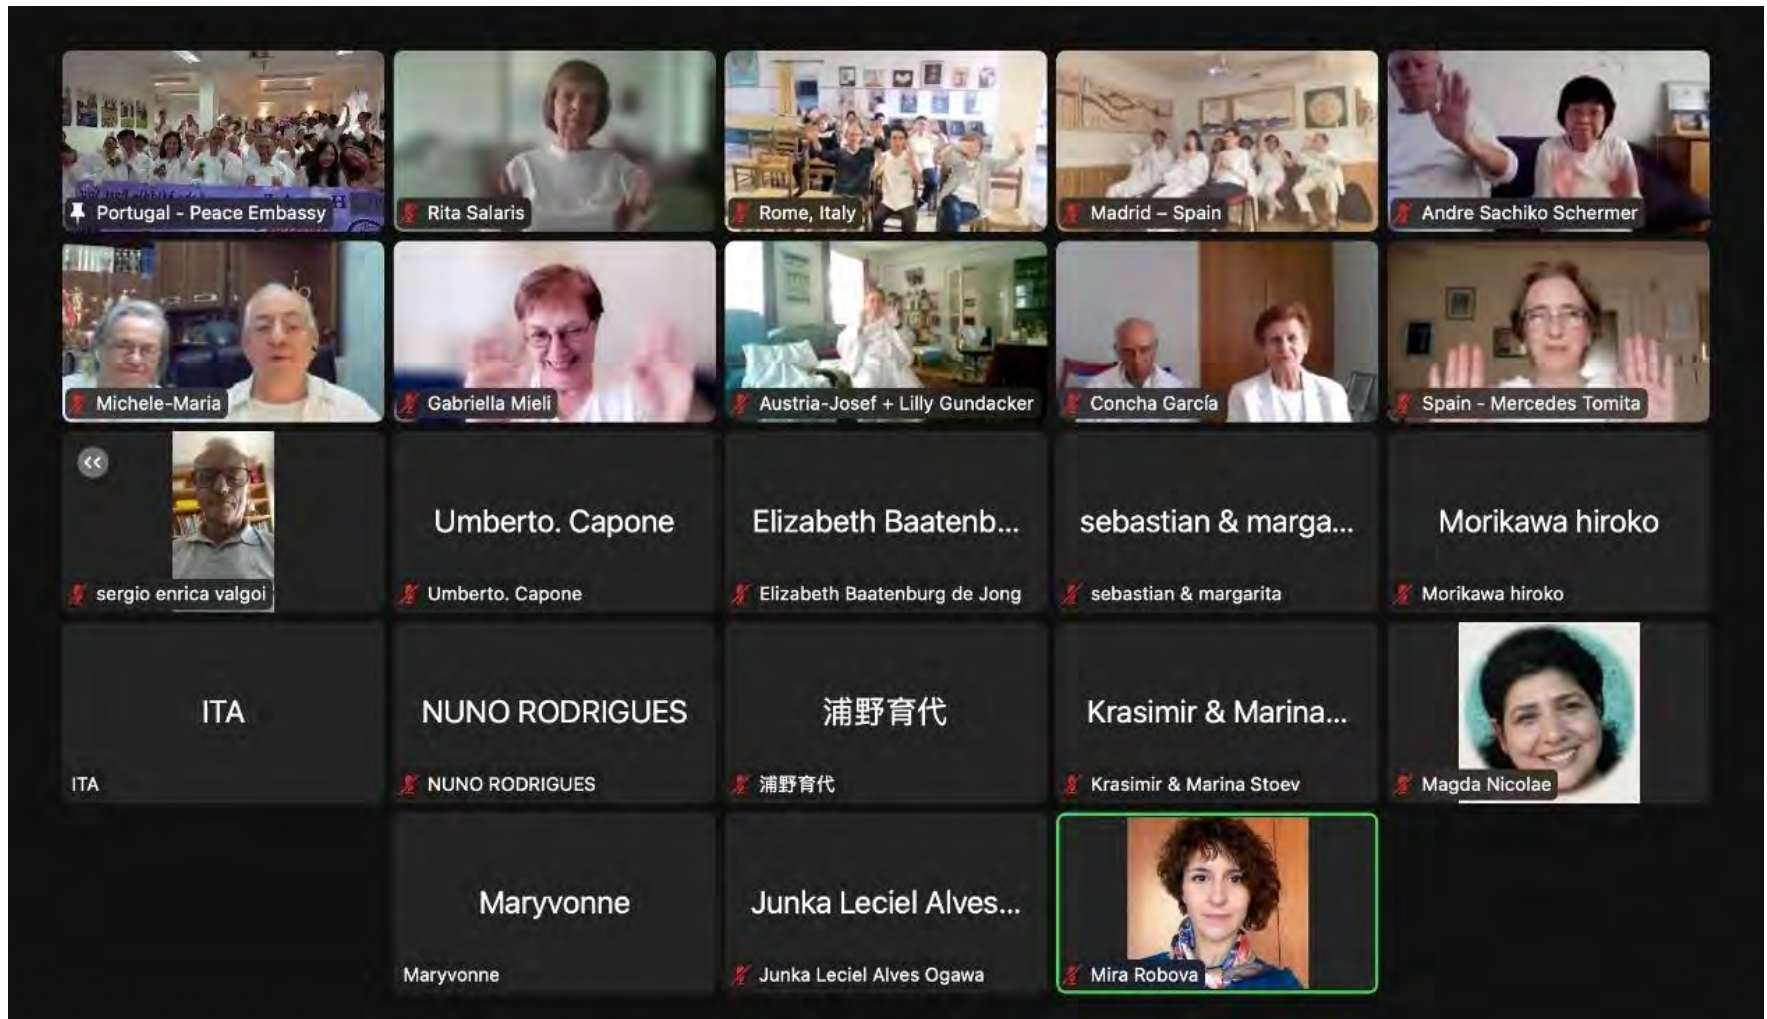 Portugal - Peace Embassy
Rita Salaris
Rome, Italy
Madrid – Spain
Andre Sachiko Schermer
Michele-Maria
Gabriella Mieli
Austria-Josef + Lilly Gundacker
Concha García
Spain - Mercedes Tomita
sergio enrica valgoi
Umberto. Capone
Umberto. Capone
Elizabeth Baatenb...
Elizabeth Baatenburg de Jong
sebastian & marga...
sebastian & margarita
Morikawa hiroko
Morikawa hiroko
ITA
ITA
NUNO RODRIGUES
NUNO RODRIGUES
浦野育代
浦野育代
Krasimir & Marina...
Krasimir & Marina Stoev
Magda Nicolae
Maryvonne
Maryvonne
Junka Leciel Alves...
Junka Leciel Alves Ogawa
Mira Robova